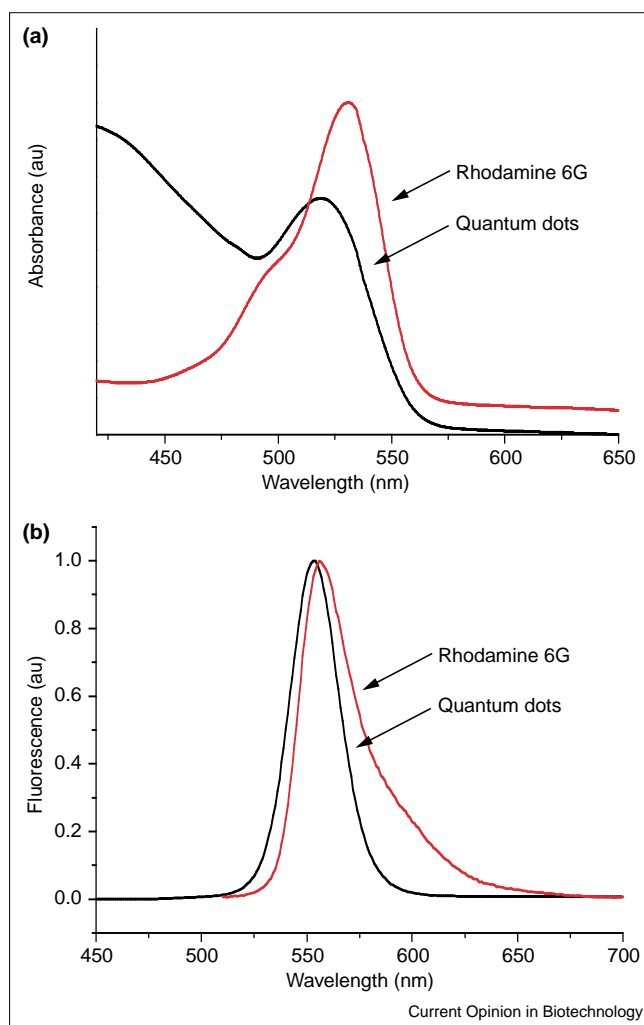 (a)
Absorbance (au)
Rhodamine 6G
Quantum dots
450 500 550 600 650
Wavelength (nm)
(b)
Fluorescence (au)
1.0
0.8
0.6
0.4
0.2
0.0
Rhodamine 6G
Quantum dots
450 500 550 600 650 700
Wavelength (nm)
Current Opinion in Biotechnology